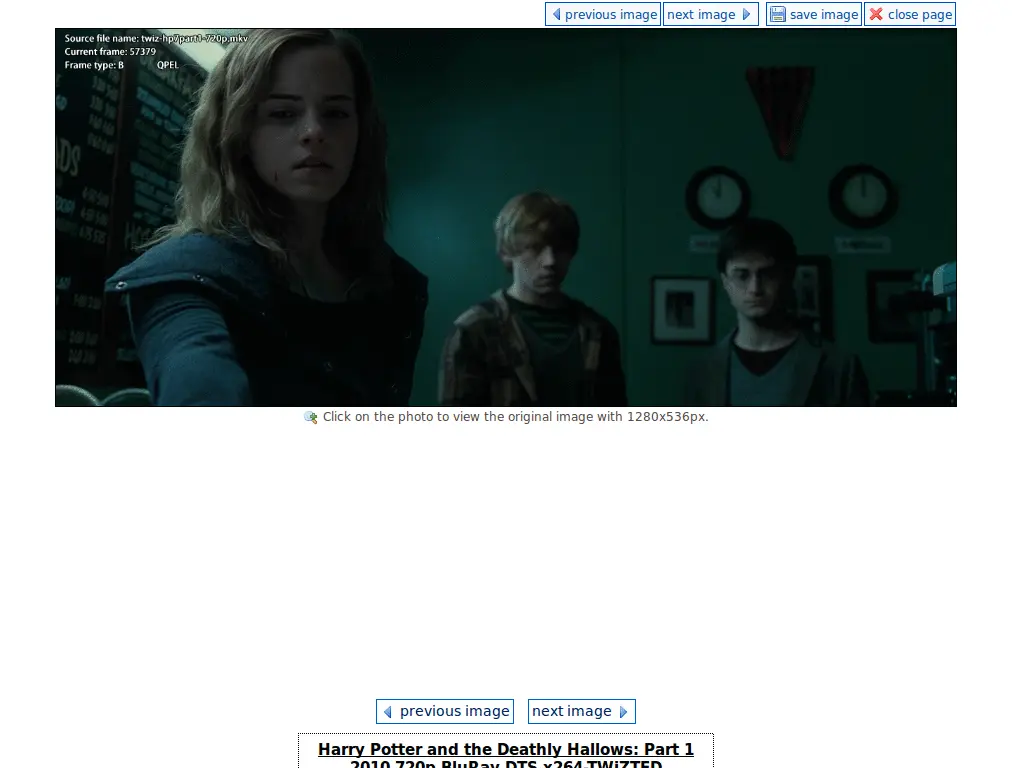 previous image
next image
save image
close page
Source file name: twiz-hp7part1-720p.mkv
Current frame: 57379
Frame type: B QPEL
Click on the photo to view the original image with 1280x536px.
previous image
next image
Harry Potter and the Deathly Hallows: Part 1
2010 720p BluRay DTS x264-TWiZTED